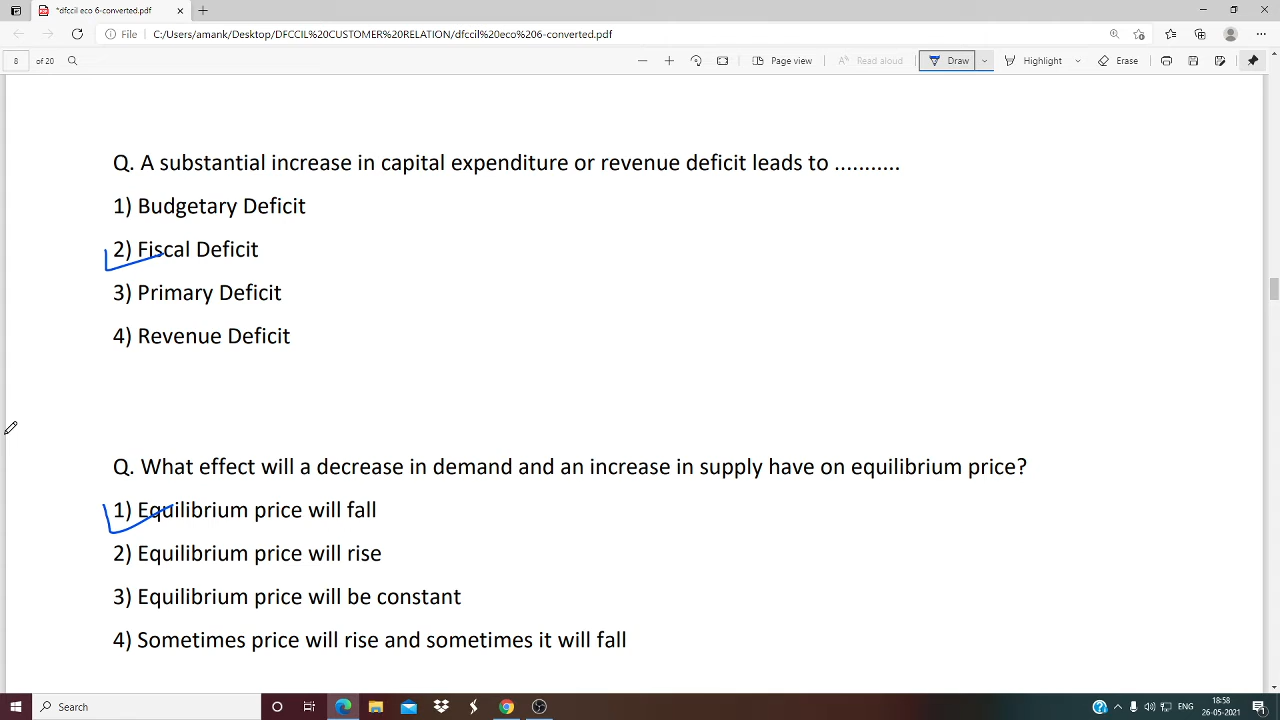 *dfccil eco 6-converted.pdf
File
C:/Users/amank/Desktop/DFCCIL%20CUSTOMER%20RELATION/dfccil%20eco%206-converted.pdf
8 of 20
Page view
Read aloud
Draw
Highlight
Erase
Q. A substantial increase in capital expenditure or revenue deficit leads to ...........
1) Budgetary Deficit
2) Fiscal Deficit
3) Primary Deficit
4) Revenue Deficit
Q. What effect will a decrease in demand and an increase in supply have on equilibrium price?
1) Equilibrium price will fall
2) Equilibrium price will rise
3) Equilibrium price will be constant
4) Sometimes price will rise and sometimes it will fall
Search
ENG
18:58
26-05-2021